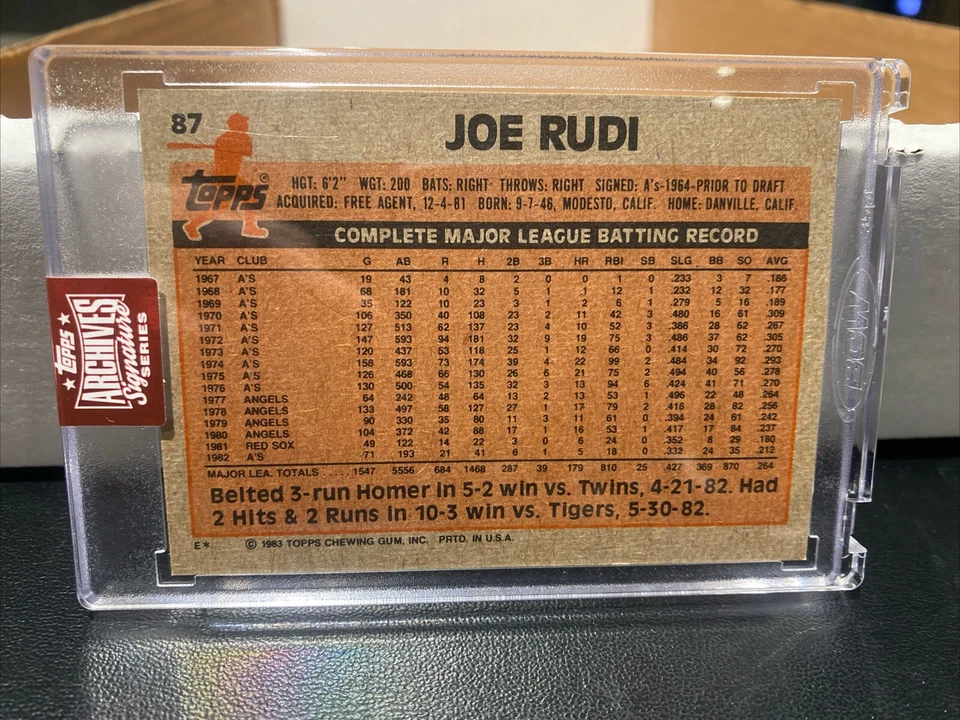 87
JOE RUDI
Topps®
HGT: 6'2" WGT: 200 BATS: RIGHT THROWS: RIGHT SIGNED: A's-1964-PRIOR TO DRAFT
ACQUIRED: FREE AGENT, 12-4-81 BORN: 9-7-46, MODESTO, CALIF. HOME: DANVILLE, CALIF.
COMPLETE MAJOR LEAGUE BATTING RECORD
YEAR CLUB G AB R H 2B 3B HR RBI SB SLG BB SO AVG
1967 A'S 19 43 4 8 2 0 0 1 0 .233 3 7 .186
1968 A'S 68 181 10 32 5 1 1 12 1 .232 12 32 .177
1969 A'S 35 122 10 23 3 1 2 6 1 .279 5 16 .189
1970 A'S 106 350 40 108 23 2 11 42 3 .480 16 61 .309
1971 A'S 127 513 62 137 23 4 10 52 3 .386 28 62 .267
1972 A'S 147 593 94 181 32 9 19 75 3 .486 37 62 .305
1973 A'S 120 437 53 118 25 1 12 66 0 .414 30 72 .270
1974 A'S 158 593 73 174 39 4 22 99 2 .484 34 92 .293
1975 A'S 126 468 66 130 26 6 21 75 2 .494 40 56 .278
1976 A'S 130 500 54 135 32 3 13 94 6 .424 41 71 .270
1977 ANGELS 64 242 48 64 13 2 13 53 1 .496 22 48 .264
1978 ANGELS 133 497 58 127 27 1 17 79 2 .416 28 82 .256
1979 ANGELS 90 330 35 80 11 3 11 61 0 .394 24 61 .242
1980 ANGELS 104 372 42 88 17 1 16 53 1 .417 17 84 .237
1981 RED SOX 49 122 14 22 3 0 6 24 0 .352 8 29 .180
1982 A'S 71 193 21 41 6 1 5 18 0 .332 24 35 .212
MAJOR LEA. TOTALS .... 1547 5556 684 1468 287 39 179 810 25 .427 369 870 .264
Belted 3-run Homer in 5-2 win vs. Twins, 4-21-82. Had
2 Hits & 2 Runs in 10-3 win vs. Tigers, 5-30-82.
E* © 1983 TOPPS CHEWING GUM, INC. PRTD. IN U.S.A.
Topps
ARCHIVES
Signature
SERIES
BCW